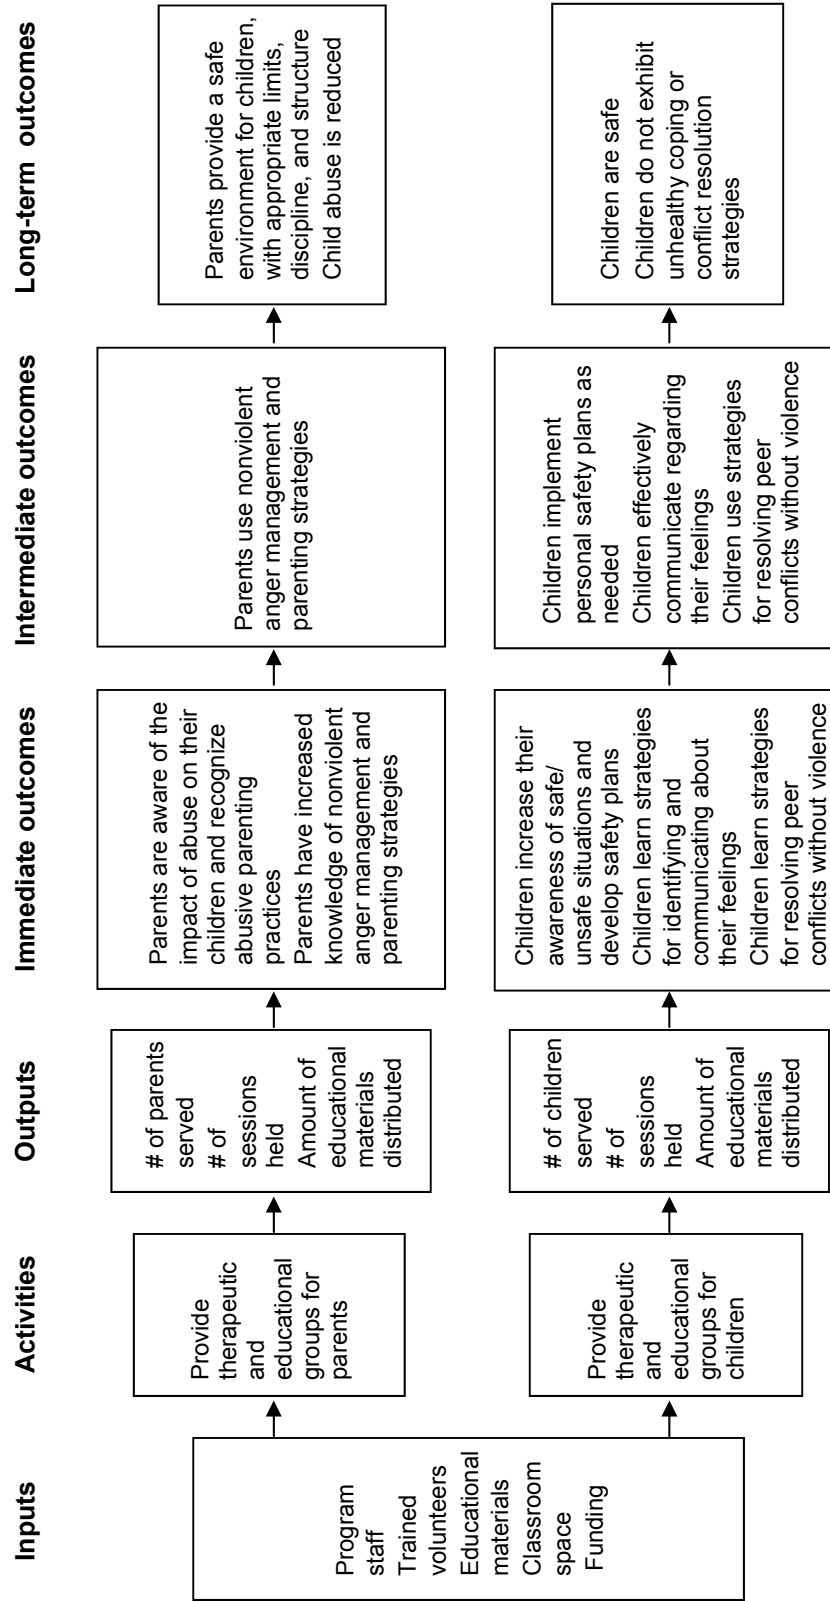 Inputs
Activities
Outputs
Immediate outcomes
Intermediate outcomes
Long-term outcomes
Program
staff
Trained
volunteers
Educational
materials
Classroom
space
Funding
Provide
therapeutic
and
educational
groups for
parents
# of parents
served
# of
sessions
held
Amount of
educational
materials
distributed
Parents are aware of the
impact of abuse on their
children and recognize
abusive parenting
practices
Parents have increased
knowledge of nonviolent
anger management and
parenting strategies
Parents use nonviolent
anger management and
parenting strategies
Parents provide a safe
environment for children,
with appropriate limits,
discipline, and structure
Child abuse is reduced
Provide
therapeutic
and
educational
groups for
children
# of children
served
# of
sessions
held
Amount of
educational
materials
distributed
Children increase their
awareness of safe/
unsafe situations and
develop safety plans
Children learn strategies
for identifying and
communicating about
their feelings
Children learn strategies
for resolving peer
conflicts without violence
Children implement
personal safety plans as
needed
Children effectively
communicate regarding
their feelings
Children use strategies
for resolving peer
conflicts without violence
Children are safe
Children do not exhibit
unhealthy coping or
conflict resolution
strategies